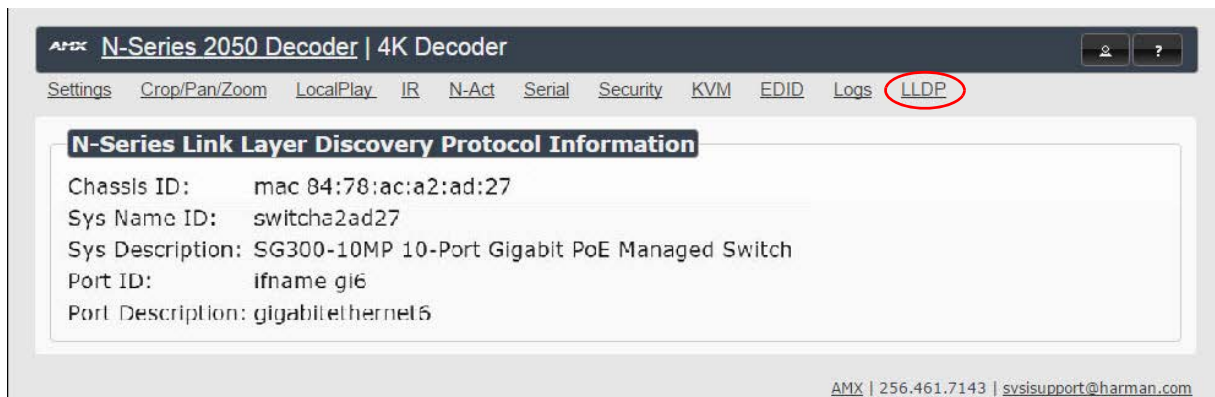 AMX N-Series 2050 Decoder | 4K Decoder ?
Settings Crop/Pan/Zoom LocalPlay IR N-Act Serial Security KVM EDID Logs LLDP
N-Series Link Layer Discovery Protocol Information
Chassis ID: mac 84:78:ac:a2:ad:27
Sys Name ID: switcha2ad27
Sys Description: SG300-10MP 10-Port Gigabit PoE Managed Switch
Port ID: ifname gi6
Port Description: gigabitethernet6
AMX | 256.461.7143 | svsisupport@harman.com